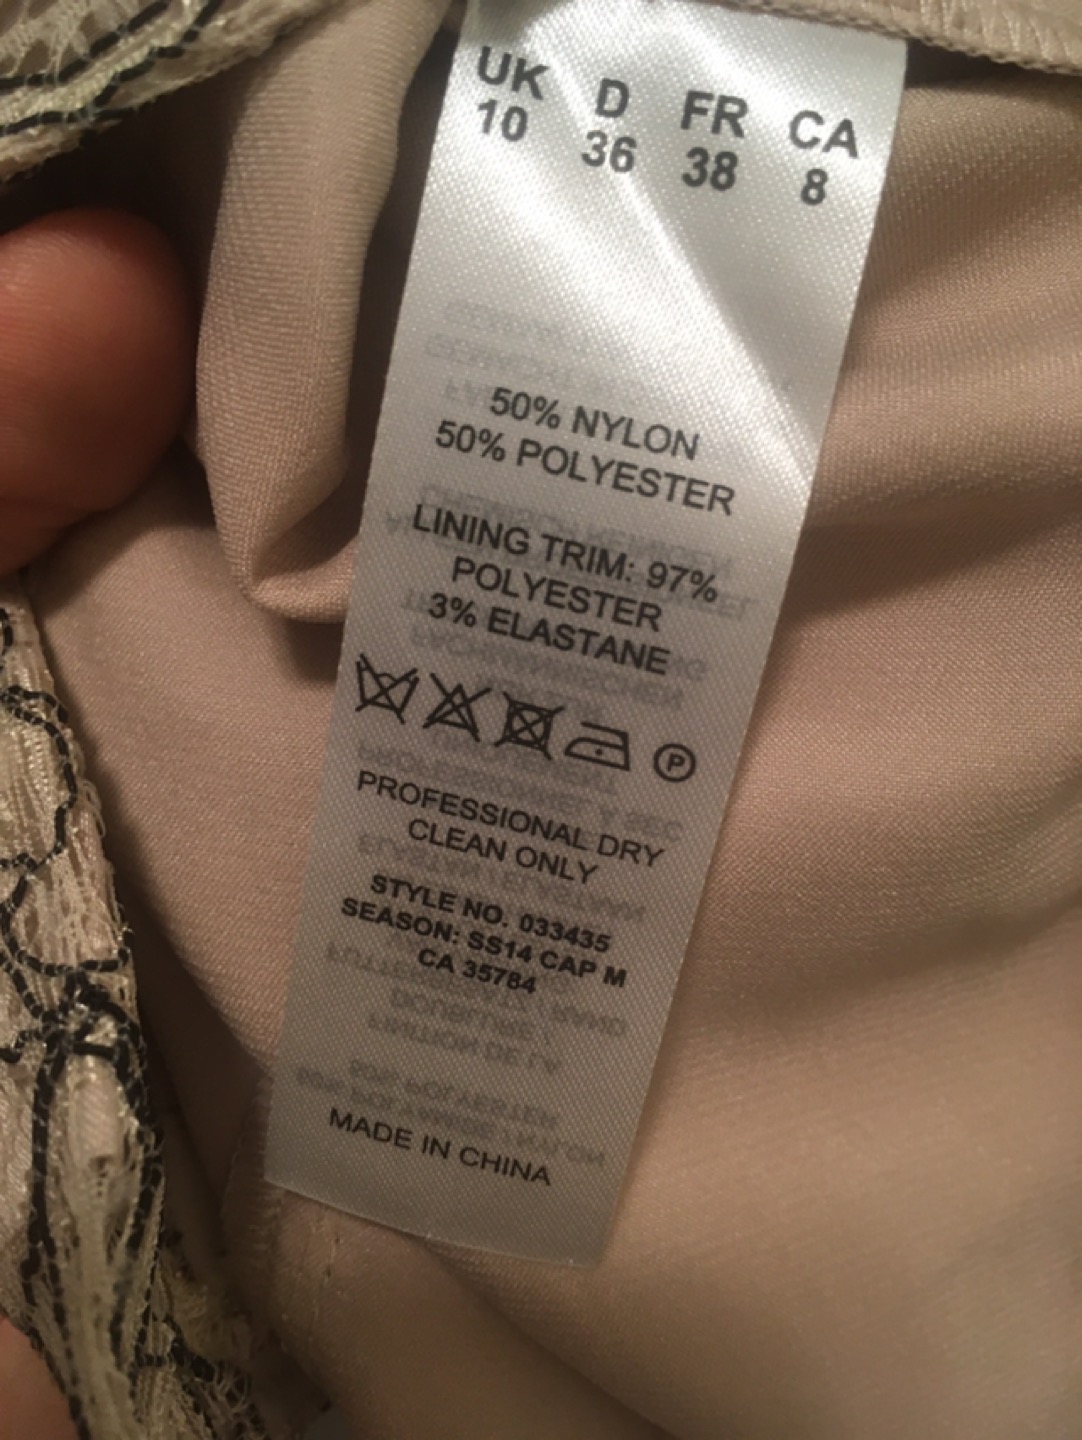 UK D FR CA
10 36 38 8
50% NYLON
50% POLYESTER
LINING TRIM: 97%
POLYESTER
3% ELASTANE
P
PROFESSIONAL DRY
CLEAN ONLY
STYLE NO. 033435
SEASON: SS14 CAP M
CA 35784
MADE IN CHINA